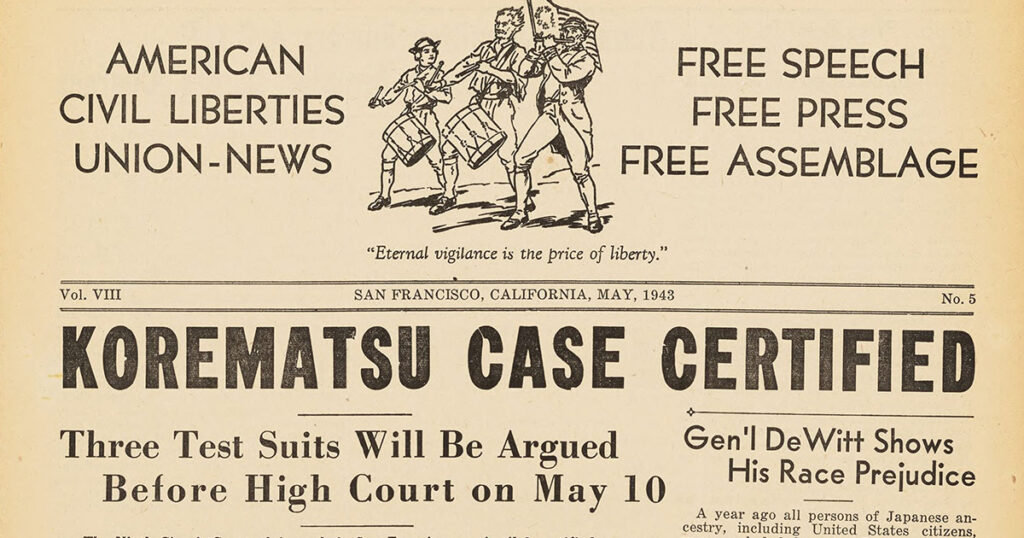 AMERICAN
CIVIL LIBERTIES
UNION-NEWS
FREE SPEECH
FREE PRESS
FREE ASSEMBLAGE
"Eternal vigilance is the price of liberty."
Vol. VIII
SAN FRANCISCO, CALIFORNIA, MAY, 1943
No. 5
KOREMATSU CASE CERTIFIED
Three Test Suits Will Be Argued
Before High Court on May 10
Gen'l DeWitt Shows
His Race Prejudice
A year ago all persons of Japanese an-
cestry, including United States citizens,